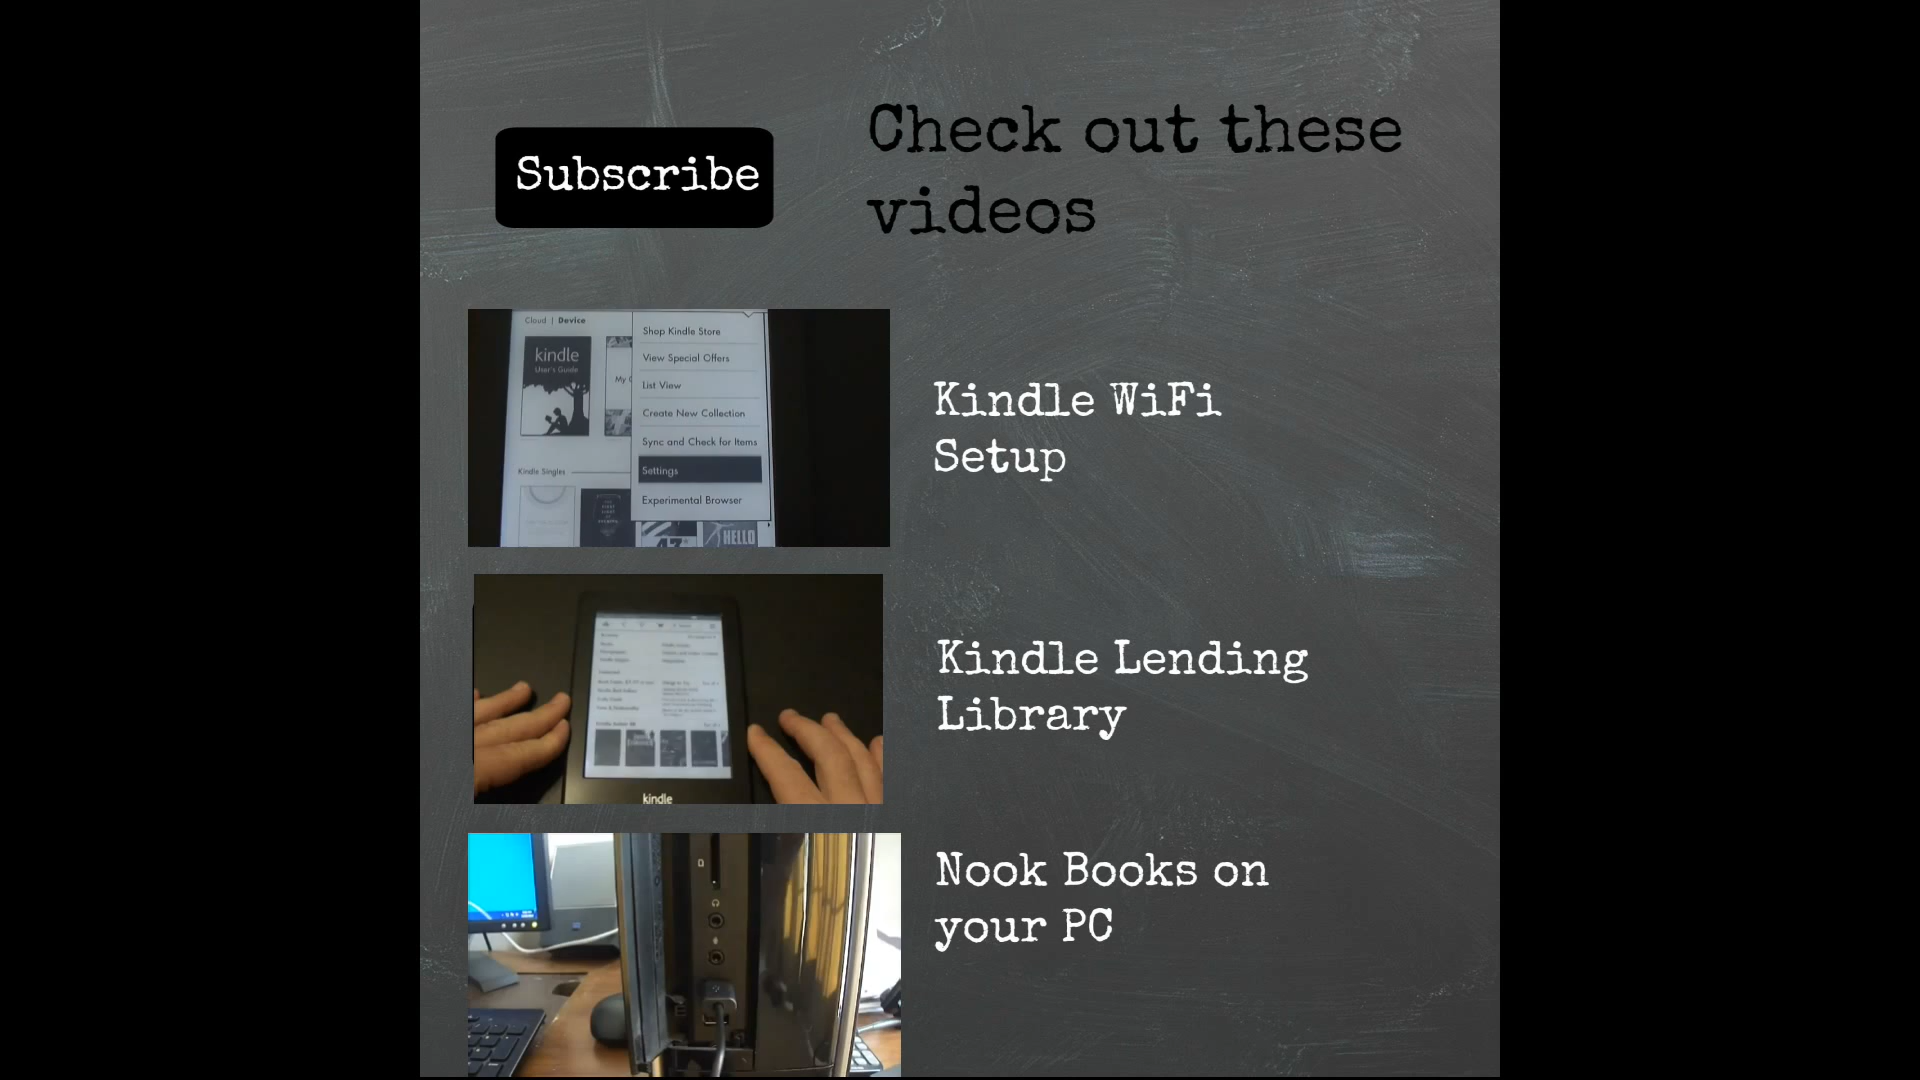 Subscribe
Check out these
videos
Cloud | Device
kindle
User's Guide
My C
Kindle Singles
HELLO
Shop Kindle Store
View Special Offers
List View
Create New Collection
Sync and Check for Items
Settings
Experimental Browser
Kindle WiFi
Setup
kindle
Kindle Lending
Library
Nook Books on
your PC